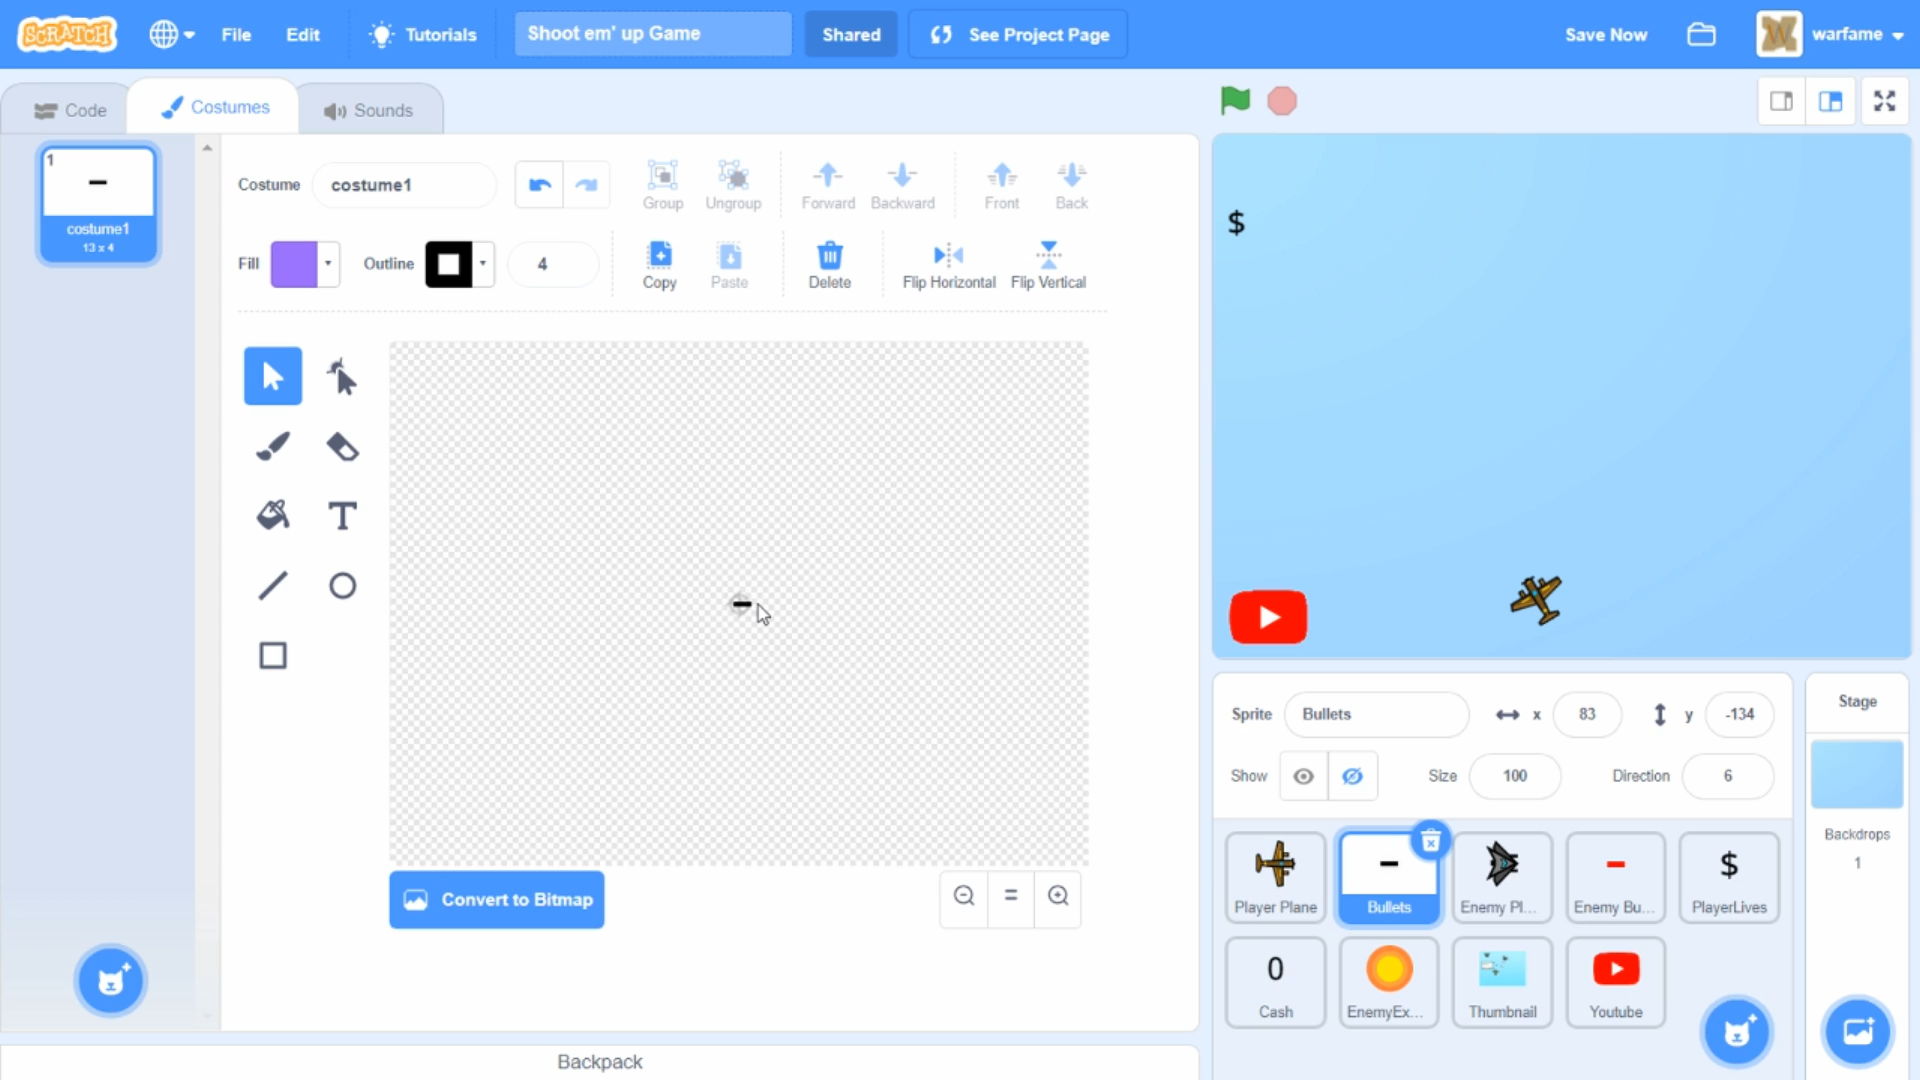 SCRATCH File Edit Tutorials Shoot em' up Game Shared See Project Page Save Now warfame
Code Costumes Sounds
1
costume1
13 x 4
Costume costume1 Group Ungroup Forward Backward Front Back
Fill Outline 4 Copy Paste Delete Flip Horizontal Flip Vertical
T
Convert to Bitmap
=
Backpack
$
Sprite Bullets x 83 y -134
Show Size 100 Direction 6
Player Plane Bullets Enemy Pl... Enemy Bu... $ PlayerLives
0 Cash EnemyEx... Thumbnail Youtube
Stage
Backdrops
1